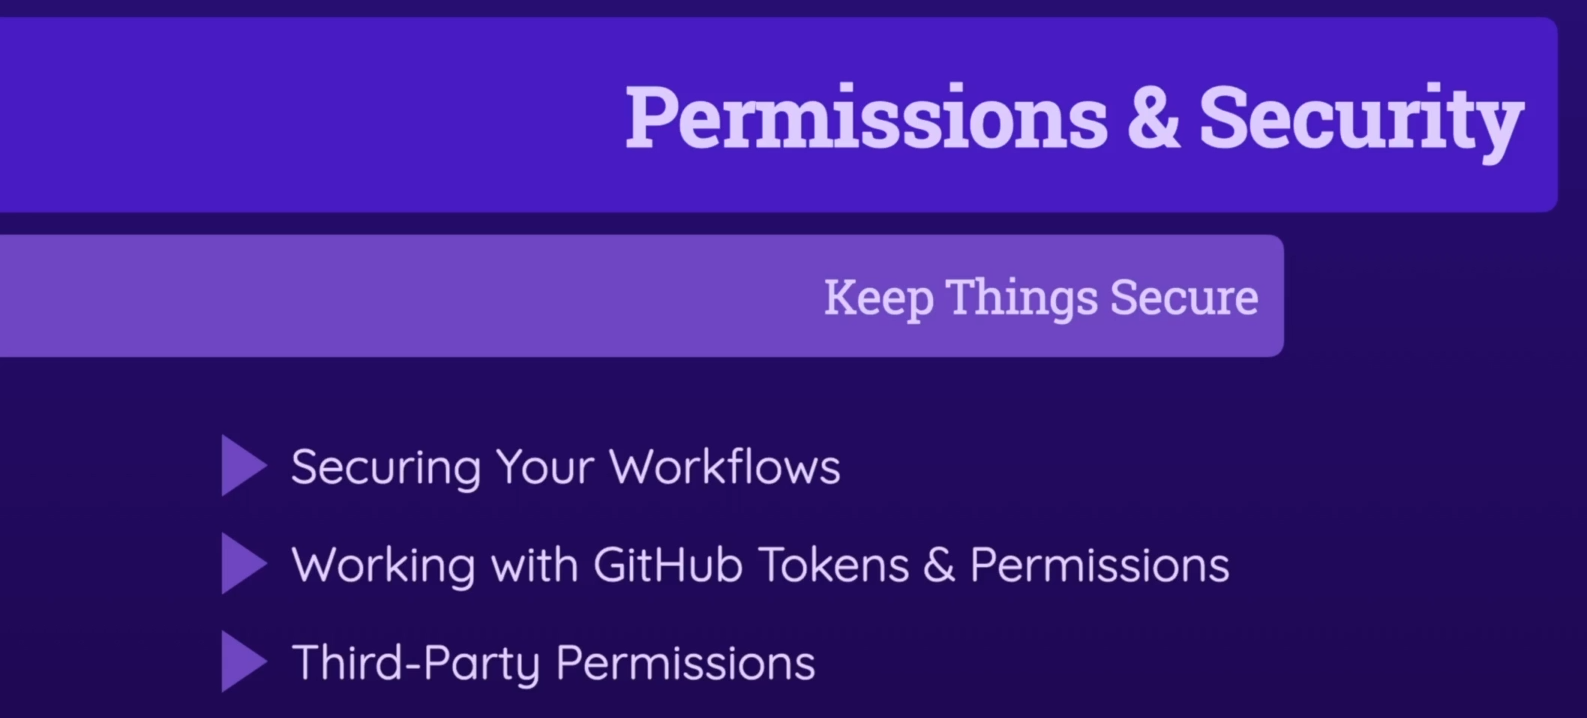 Permissions & Security
Keep Things Secure
Securing Your Workflows
Working with GitHub Tokens & Permissions
Third-Party Permissions